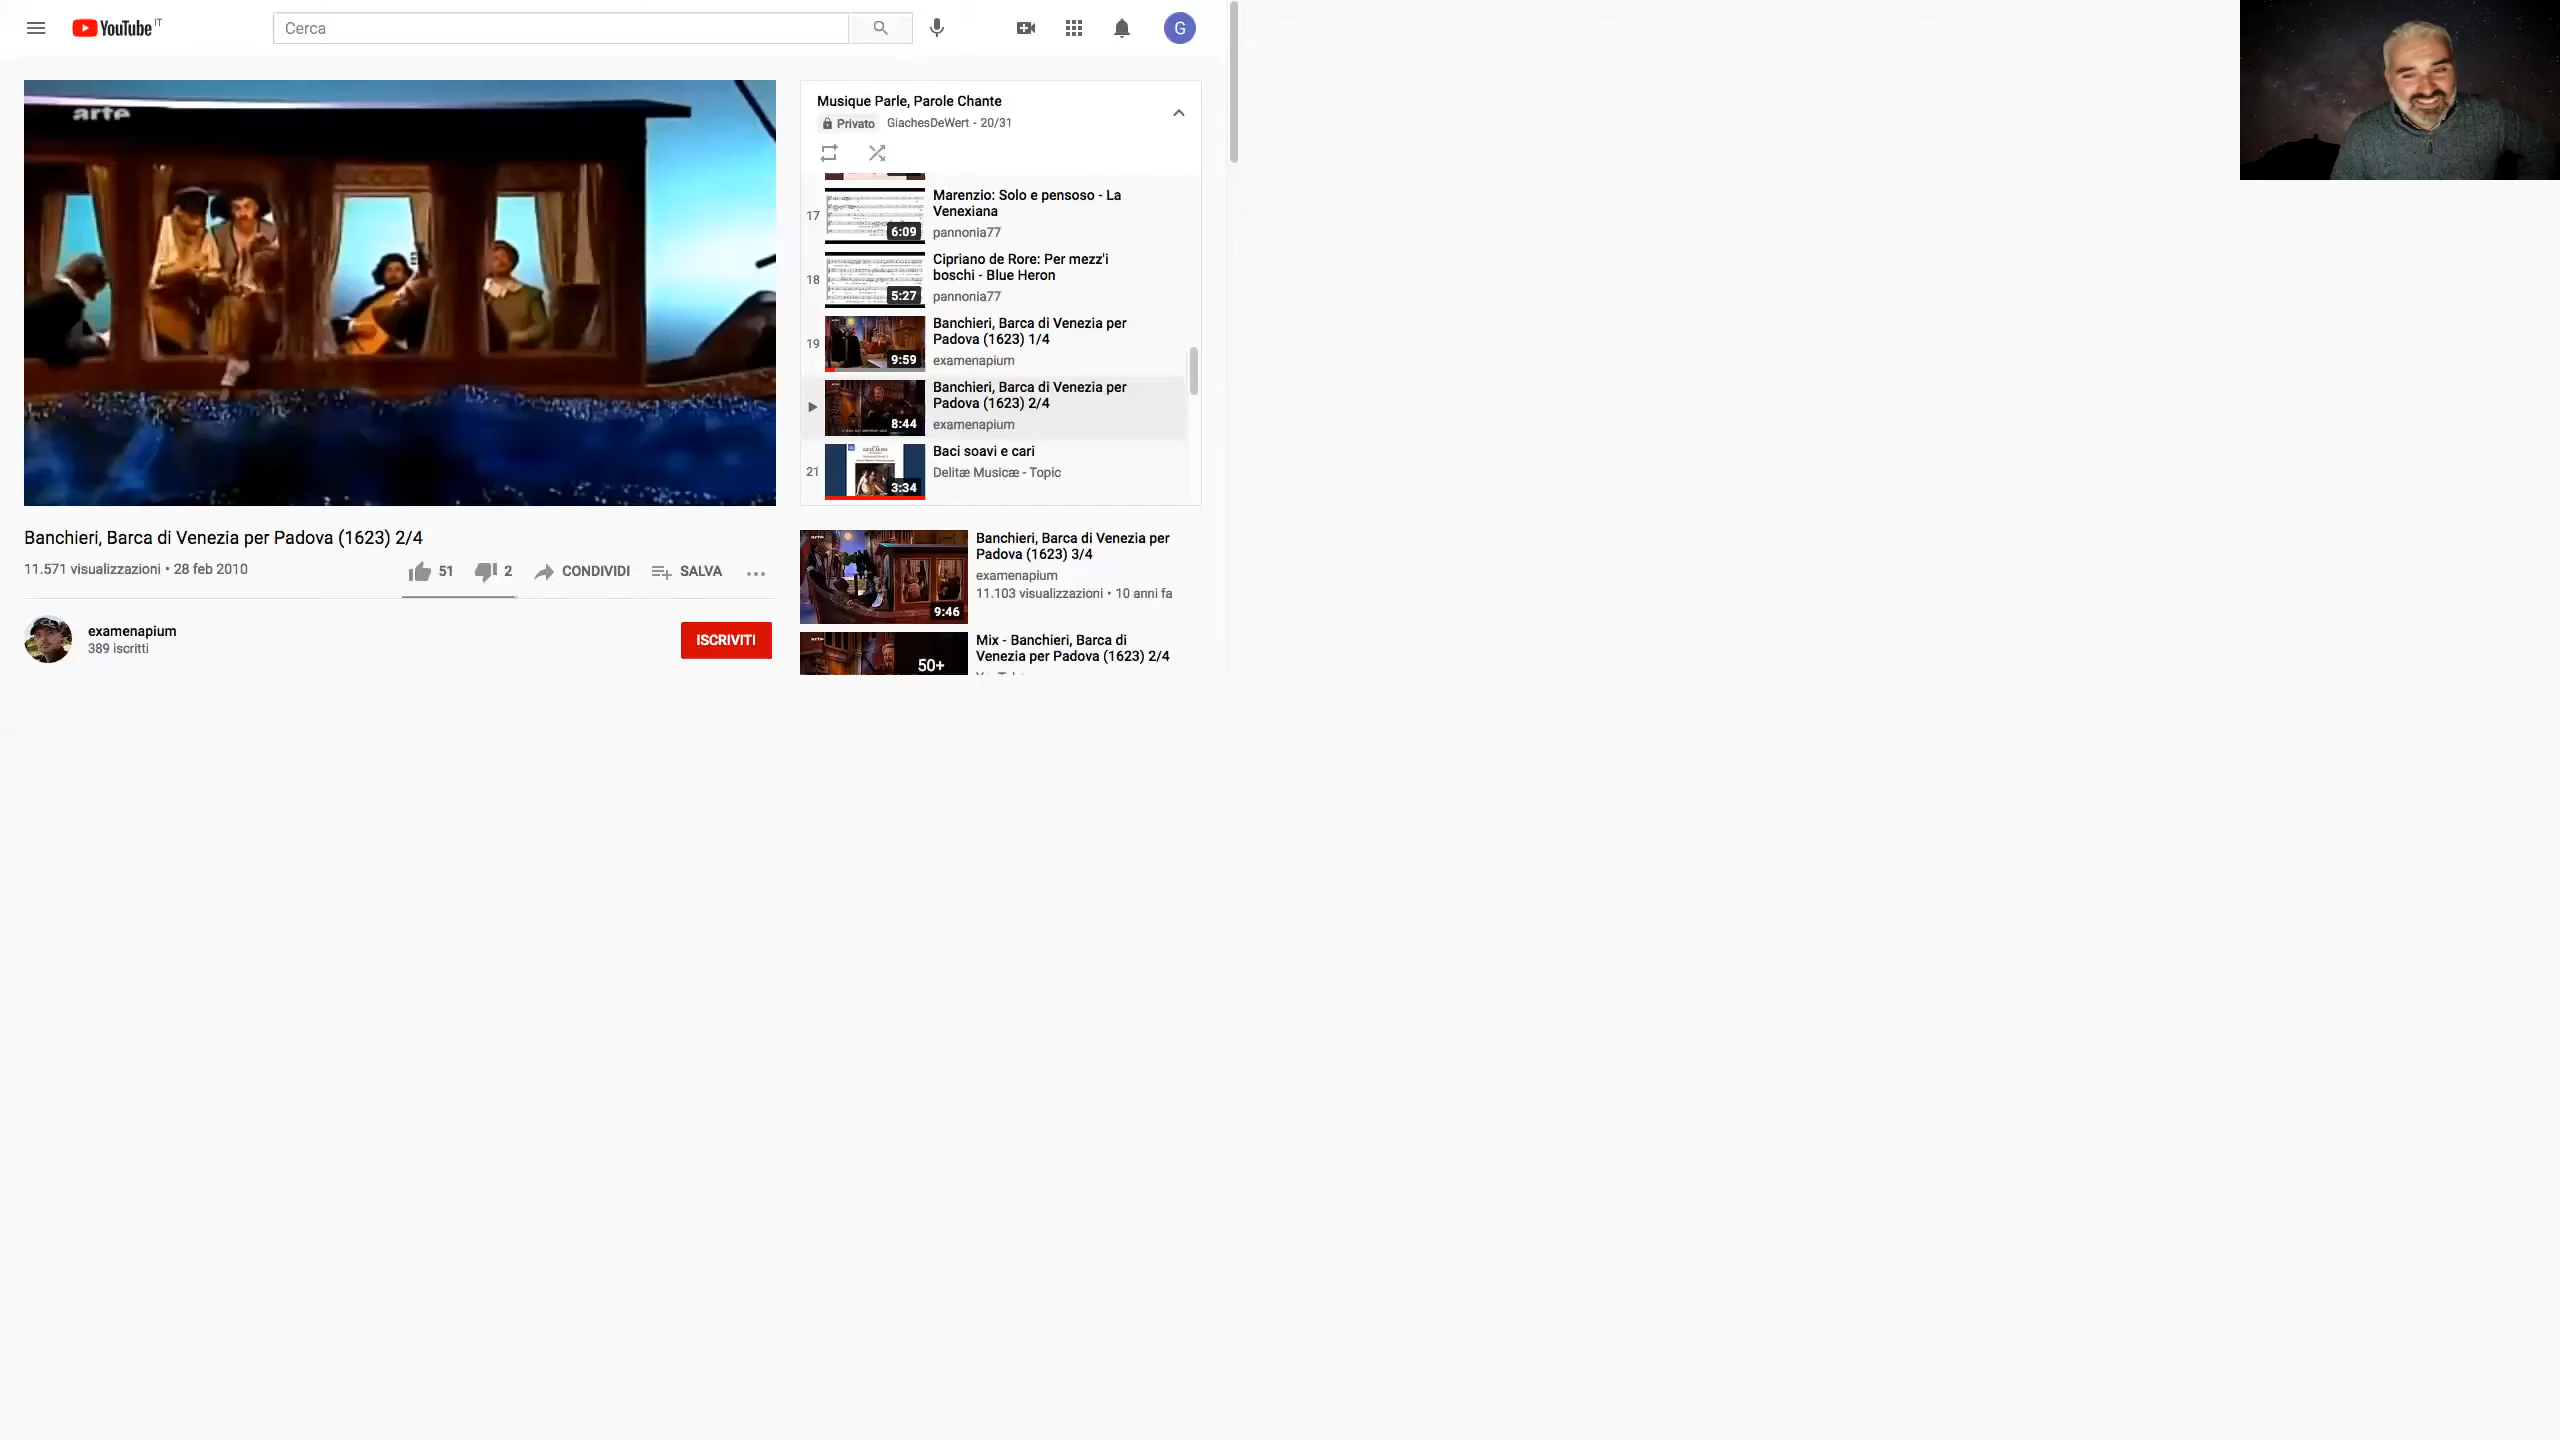 YouTube IT
Cerca
G
arte
Musique Parle, Parole Chante
Privato GiachesDeWert - 20/31
17
6:09
Marenzio: Solo e pensoso - La
Venexiana
pannonia77
18
5:27
Cipriano de Rore: Per mezz'i
boschi - Blue Heron
pannonia77
19
9:59
Banchieri, Barca di Venezia per
Padova (1623) 1/4
examenapium
8:44
Banchieri, Barca di Venezia per
Padova (1623) 2/4
examenapium
21
3:34
Baci soavi e cari
Delitæ Musicæ - Topic
Banchieri, Barca di Venezia per Padova (1623) 2/4
11.571 visualizzazioni • 28 feb 2010
51
2
CONDIVIDI
SALVA
examenapium
389 iscritti
ISCRIVITI
9:46
Banchieri, Barca di Venezia per
Padova (1623) 3/4
examenapium
11.103 visualizzazioni • 10 anni fa
50+
Mix - Banchieri, Barca di
Venezia per Padova (1623) 2/4